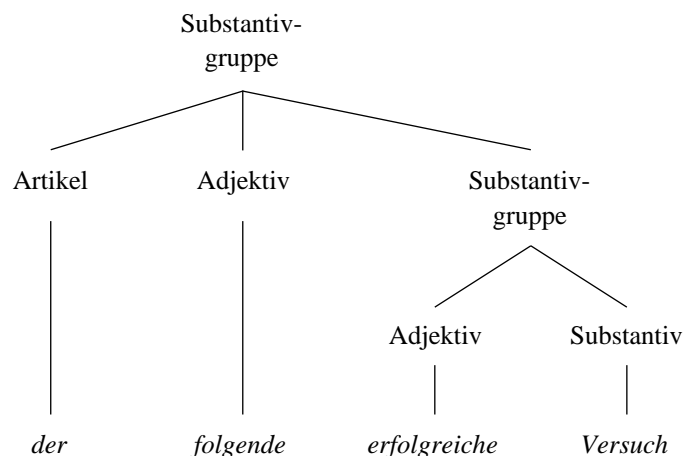 Substantiv-
gruppe
Artikel Adjektiv Substantiv-
gruppe
Adjektiv Substantiv
der folgende erfolgreiche Versuch